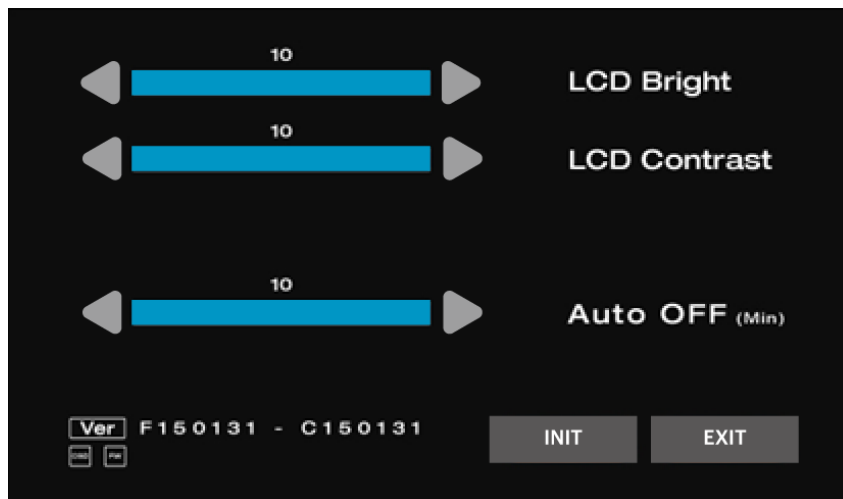 10
LCD Bright
10
LCD Contrast
10
Auto OFF (Min)
Ver F150131 - C150131
INIT EXIT